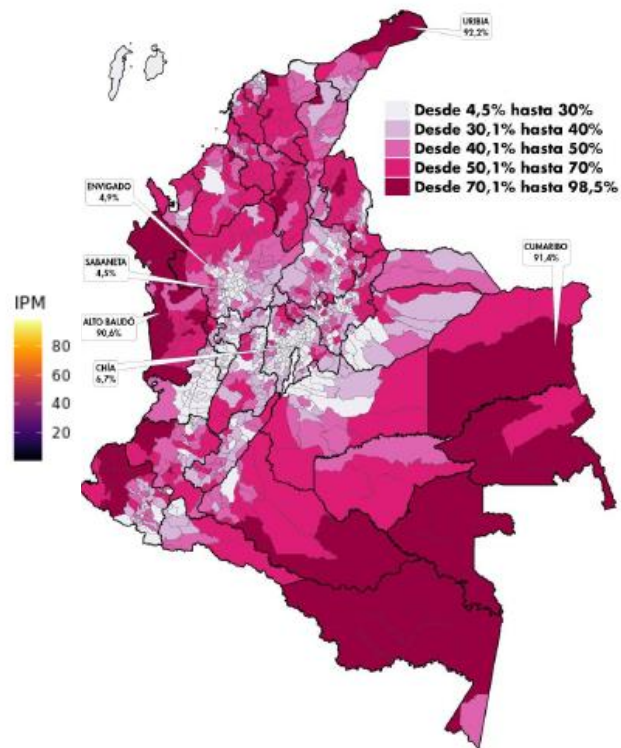 URIBIA
92,2%
Desde 4,5% hasta 30%
Desde 30,1% hasta 40%
Desde 40,1% hasta 50%
Desde 50,1% hasta 70%
Desde 70,1% hasta 98,5%
ENVIGADO
4,9%
CUMARIBO
91,4%
SABANETA
4,5%
IPM
80
60
40
20
ALTO BAUDÓ
90,6%
CHÍA
6,7%